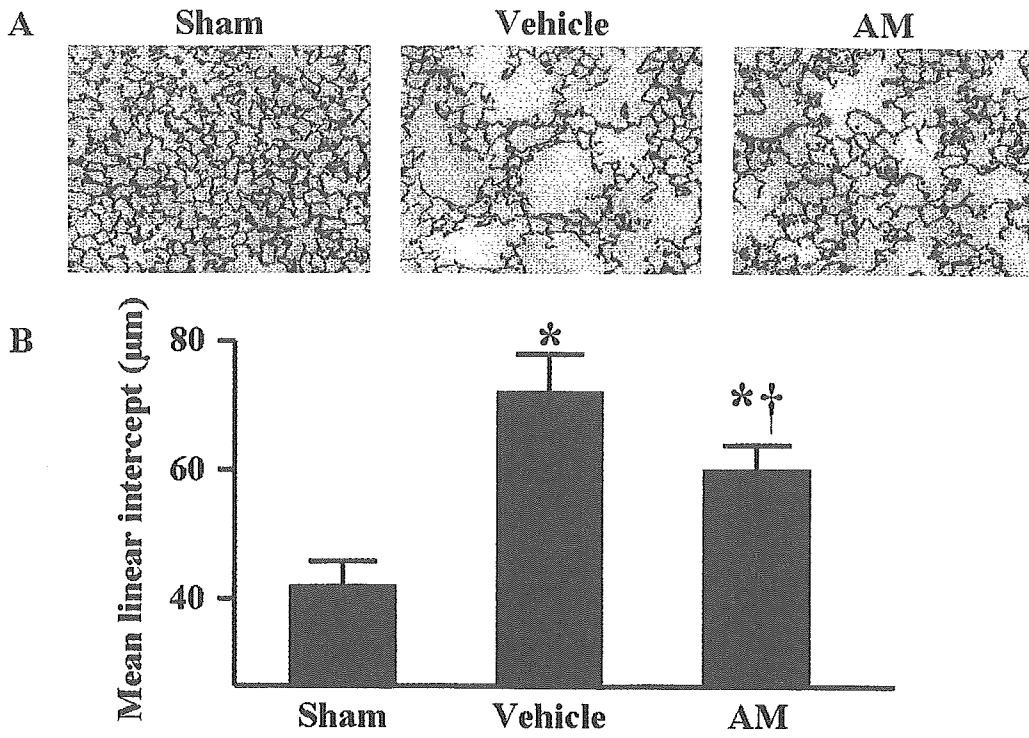 A
Sham Vehicle AM
B
Mean linear intercept (µm)
80
60
40
*
*†
Sham Vehicle AM